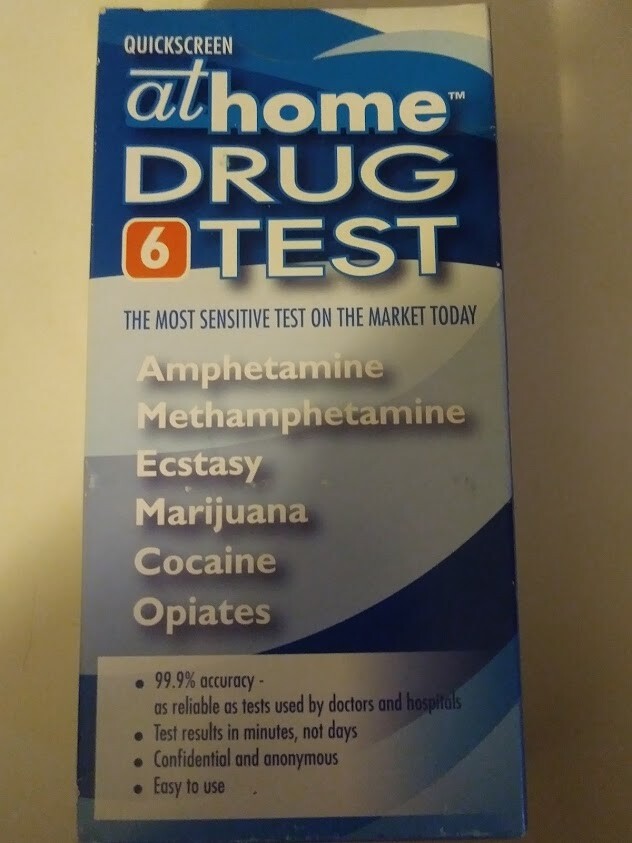 QUICKSCREEN
at home™
DRUG
6 TEST
THE MOST SENSITIVE TEST ON THE MARKET TODAY
Amphetamine
Methamphetamine
Ecstasy
Marijuana
Cocaine
Opiates
• 99.9% accuracy -
as reliable as tests used by doctors and hospitals
• Test results in minutes, not days
• Confidential and anonymous
• Easy to use